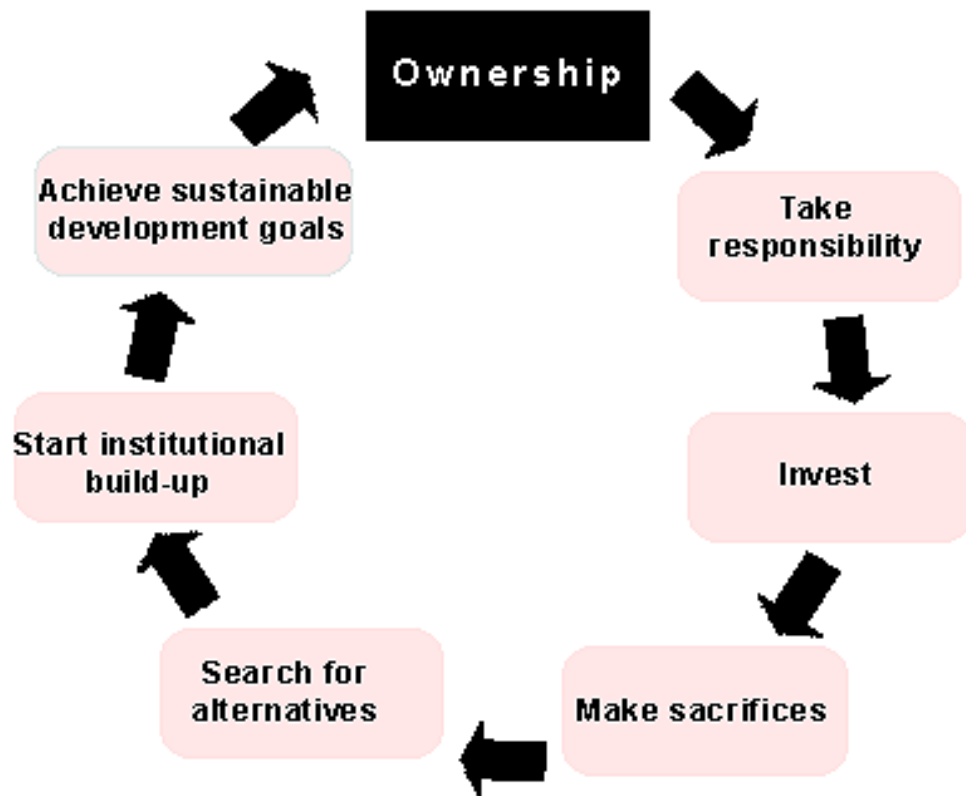 Ownership
Take
responsibility
Invest
Make sacrifices
Search for
alternatives
Start institutional
build-up
Achieve sustainable
development goals